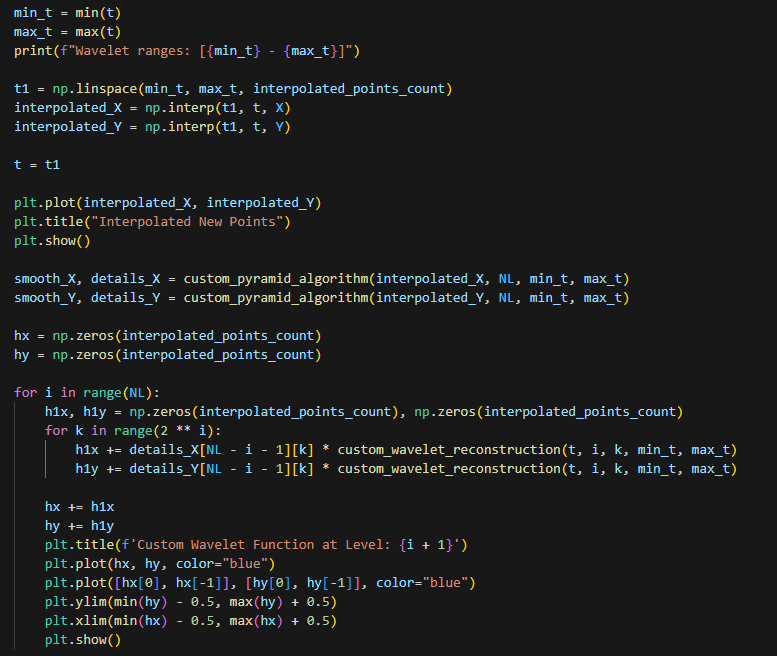 min_t = min(t)
max_t = max(t)
print(f"Wavelet ranges: [{min_t} - {max_t}]")

t1 = np.linspace(min_t, max_t, interpolated_points_count)
interpolated_X = np.interp(t1, t, X)
interpolated_Y = np.interp(t1, t, Y)

t = t1

plt.plot(interpolated_X, interpolated_Y)
plt.title("Interpolated New Points")
plt.show()

smooth_X, details_X = custom_pyramid_algorithm(interpolated_X, NL, min_t, max_t)
smooth_Y, details_Y = custom_pyramid_algorithm(interpolated_Y, NL, min_t, max_t)

hx = np.zeros(interpolated_points_count)
hy = np.zeros(interpolated_points_count)

for i in range(NL):
    h1x, h1y = np.zeros(interpolated_points_count), np.zeros(interpolated_points_count)
    for k in range(2 ** i):
        h1x += details_X[NL - i - 1][k] * custom_wavelet_reconstruction(t, i, k, min_t, max_t)
        h1y += details_Y[NL - i - 1][k] * custom_wavelet_reconstruction(t, i, k, min_t, max_t)

    hx += h1x
    hy += h1y
    plt.title(f'Custom Wavelet Function at Level: {i + 1}')
    plt.plot(hx, hy, color="blue")
    plt.plot([hx[0], hx[-1]], [hy[0], hy[-1]], color="blue")
    plt.ylim(min(hy) - 0.5, max(hy) + 0.5)
    plt.xlim(min(hx) - 0.5, max(hx) + 0.5)
    plt.show()